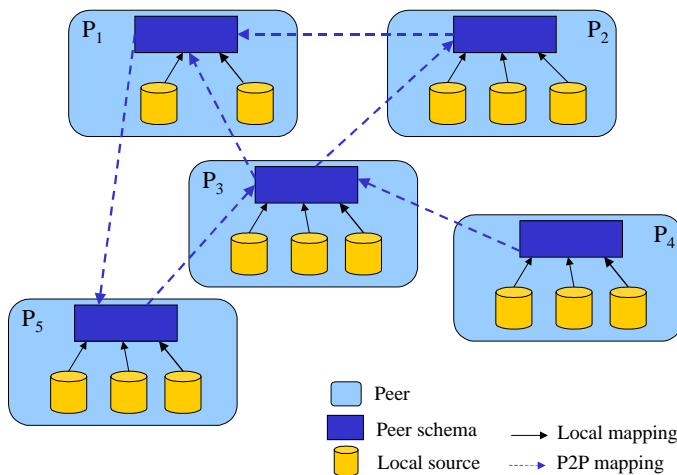 P1
P2
P3
P4
P5
Peer
Peer schema
Local mapping
Local source
P2P mapping